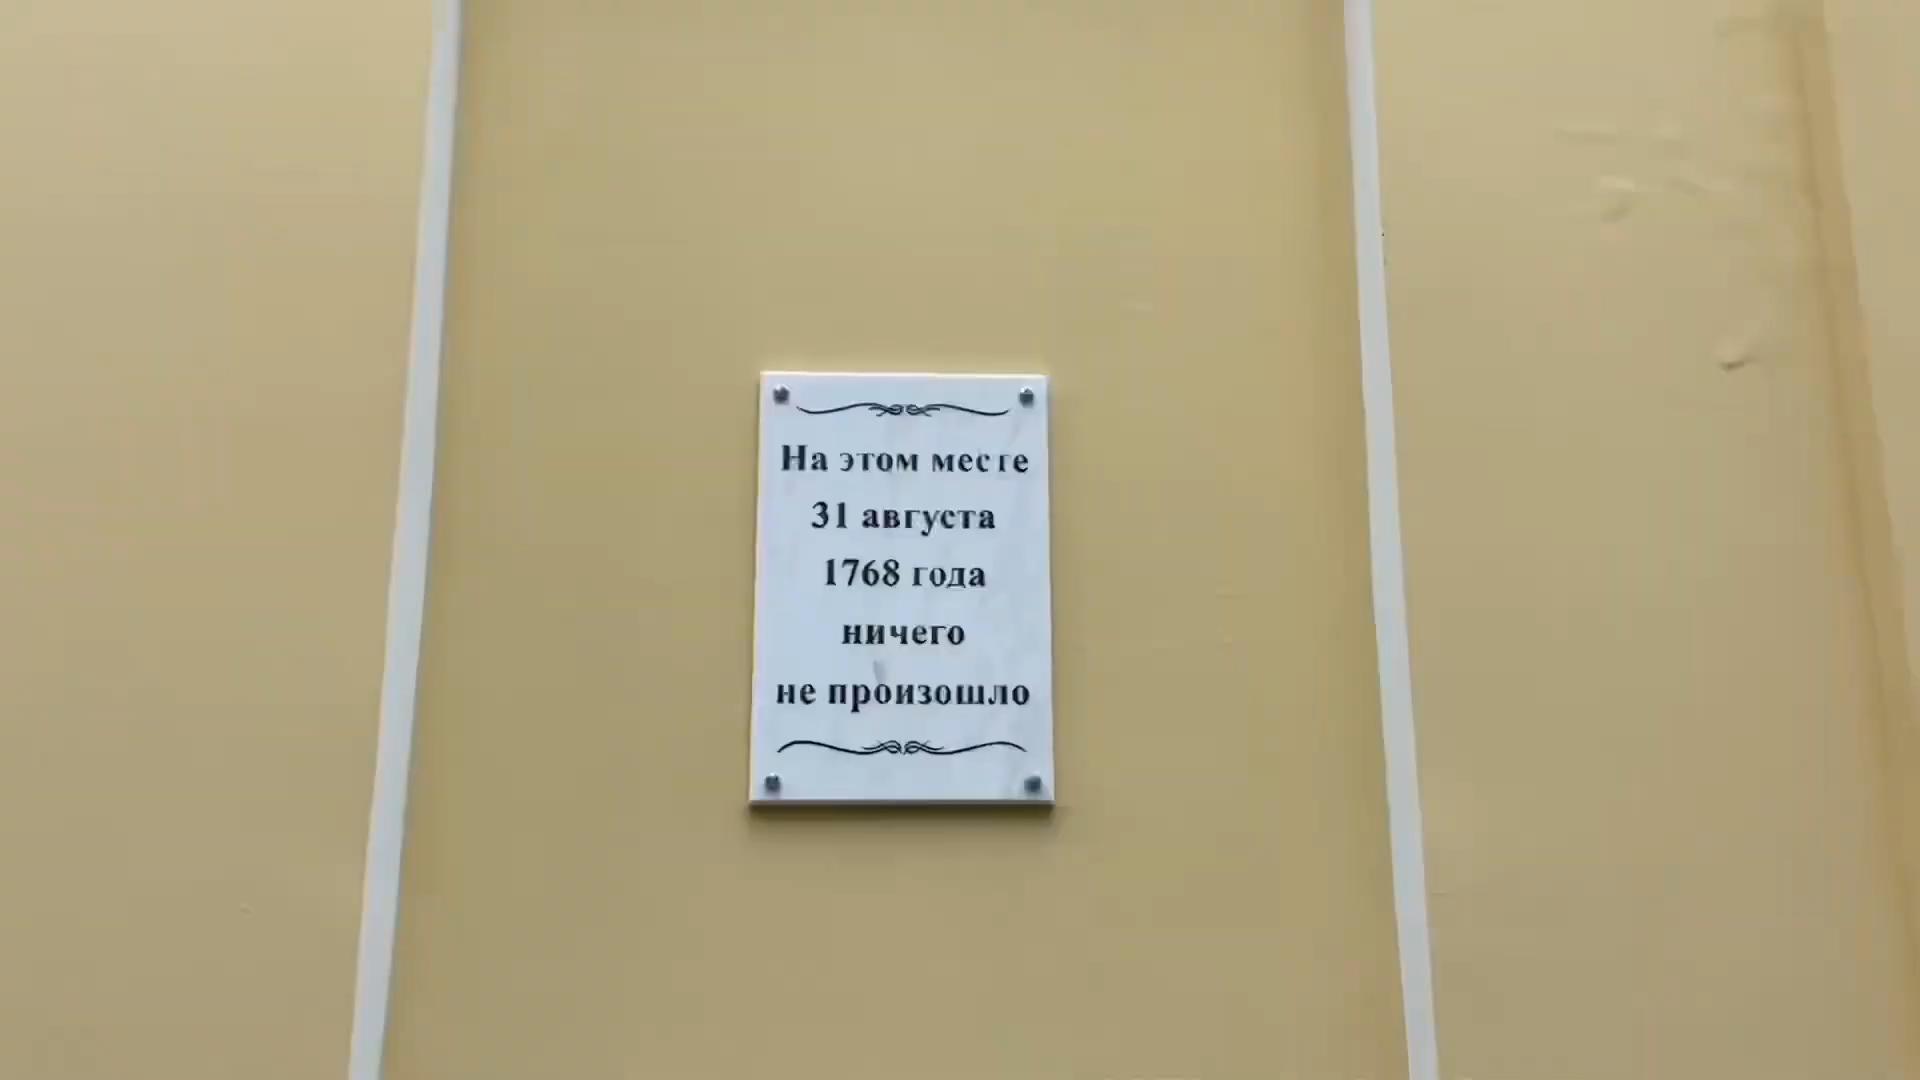 На этом месте
31 августа
1768 года
ничего
не произошло